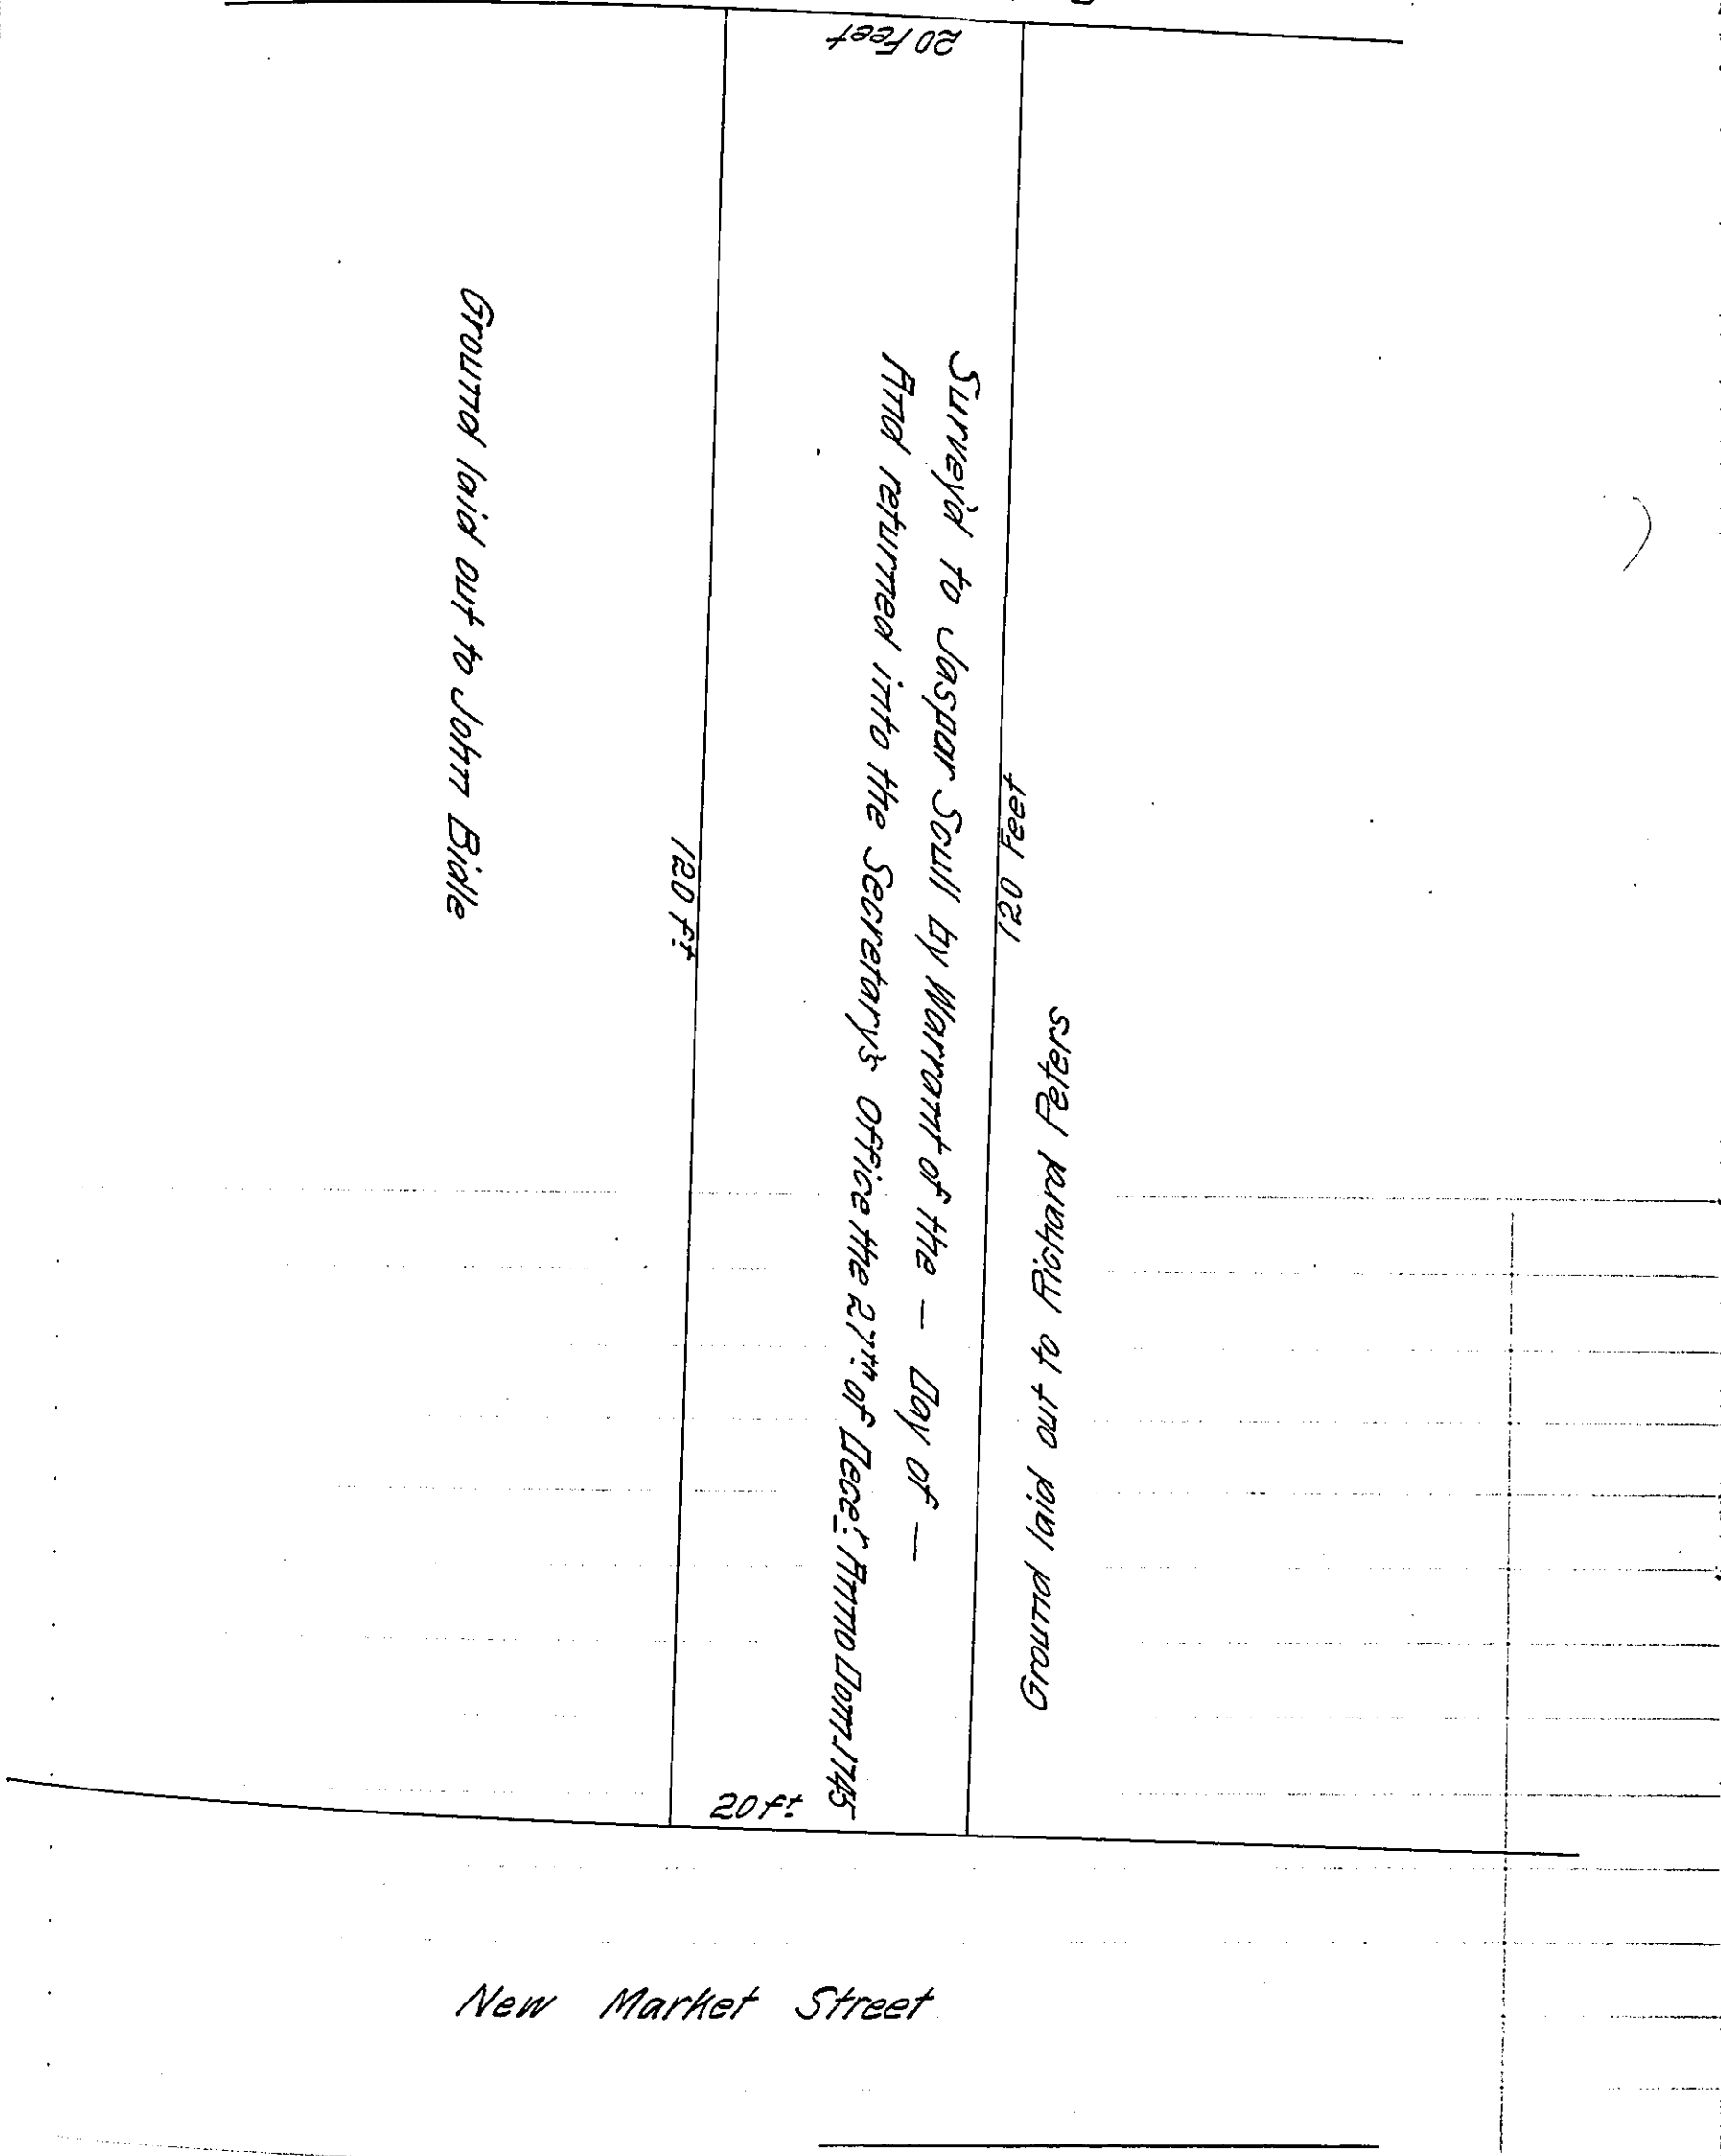 20 Feet
Ground laid out to John Bidle
120 ft
Survey'd to Jaspar Scull by Warrant of the — Day of —
And returned into the Secretary's Office the 27th of Decer. Anno Dom. 1745
120 Feet
Ground laid out to Richard Peters
20 ft
New Market Street